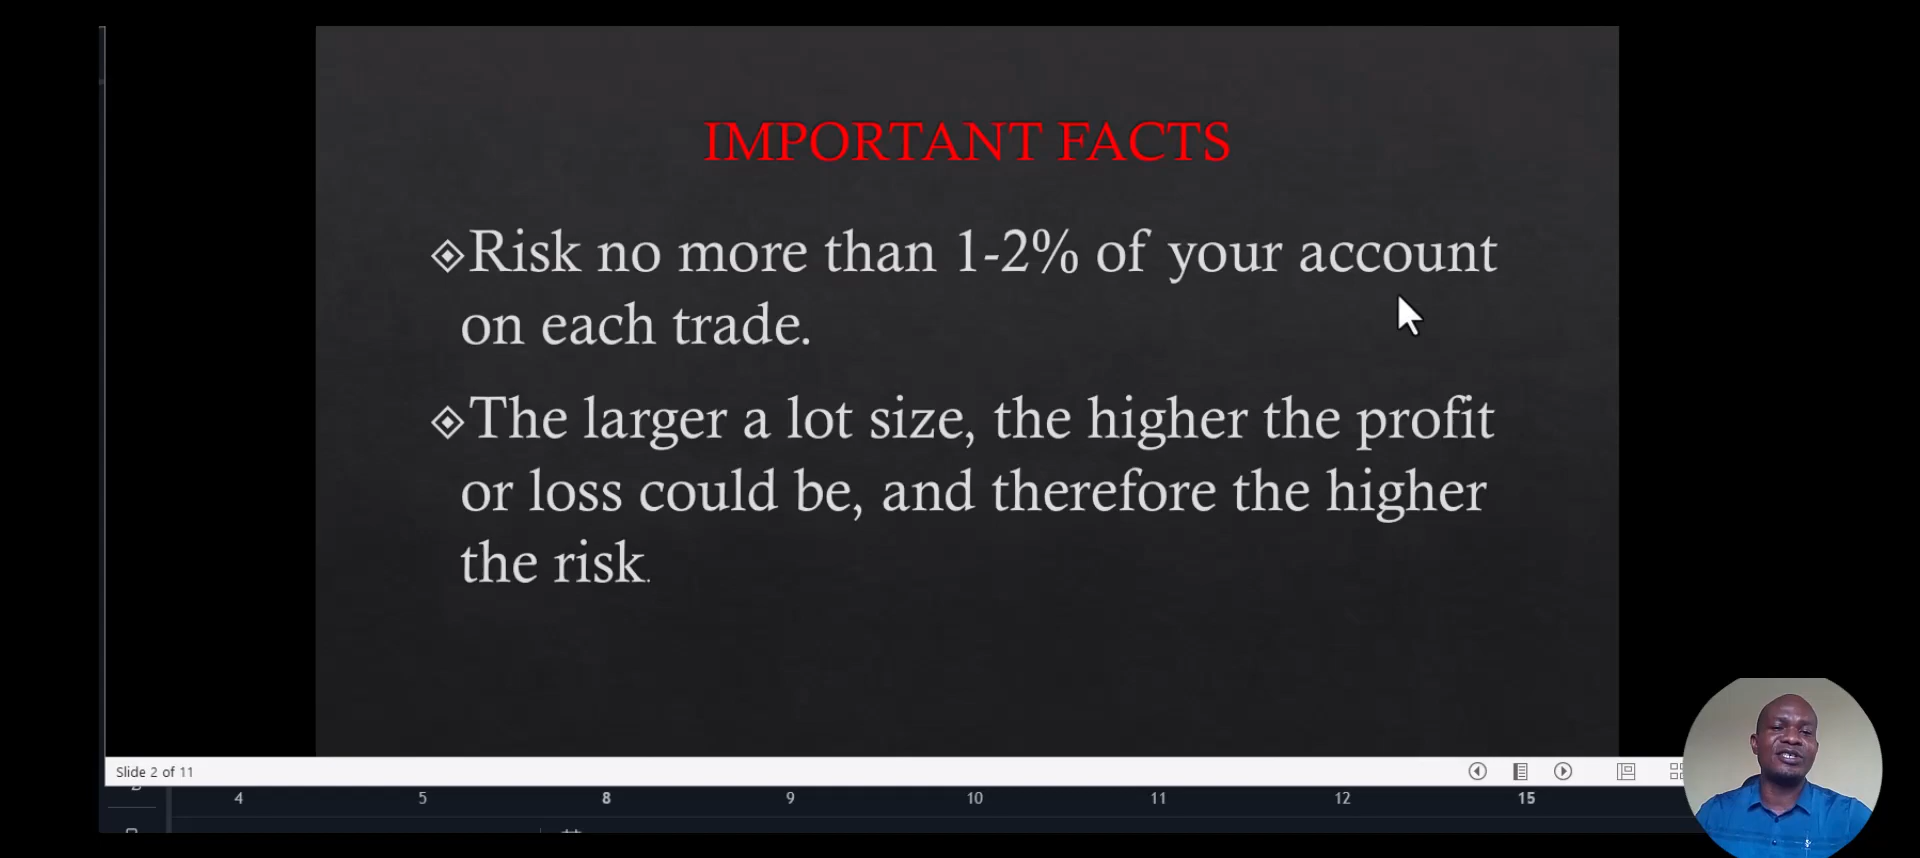 IMPORTANT FACTS
Risk no more than 1-2% of your account
on each trade.
The larger a lot size, the higher the profit
or loss could be, and therefore the higher
the risk.
Slide 2 of 11
4 5 8 9 10 11 12 15